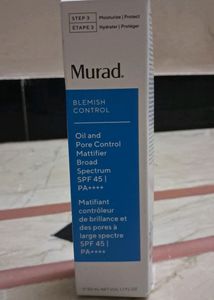 STEP 3 Moisturize | Protect
ÉTAPE 3 Hydrater | Protéger
Murad.
BLEMISH
CONTROL
Oil and
Pore Control
Mattifier
Broad
Spectrum
SPF 45 |
PA++++
Matifiant
contrôleur
de brillance et
des pores à
large spectre
SPF 45 |
PA++++